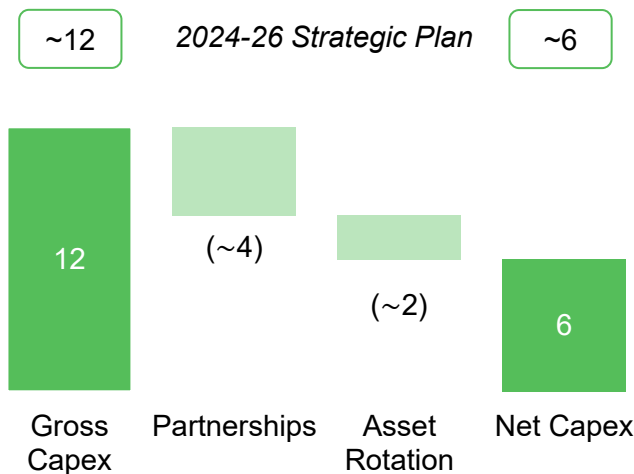 ~12
2024-26 Strategic Plan
~6
12
(~4)
(~2)
6
Gross
Capex
Partnerships
Asset
Rotation
Net Capex